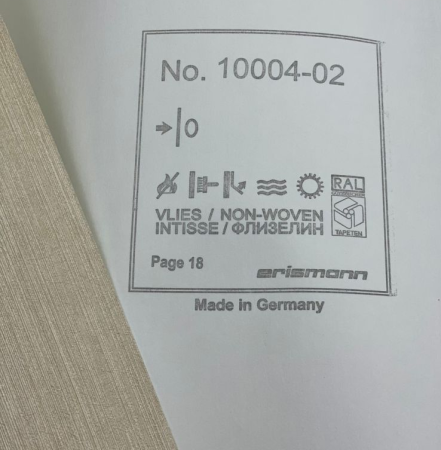 No. 10004-02
0
RAL
TAPETEN
VLIES / NON-WOVEN
INTISSE / ФЛИЗЕЛИН
Page 18
erismann
Made in Germany